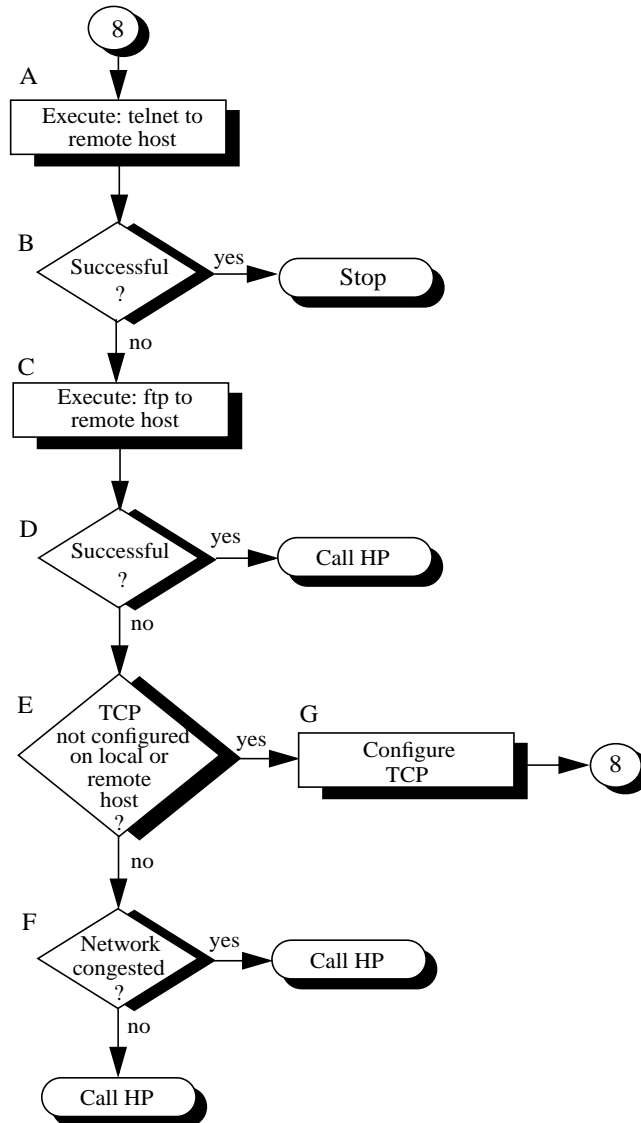 8
A
Execute: telnet to
remote host
B
Successful
?
yes
Stop
no
C
Execute: ftp to
remote host
D
Successful
?
yes
Call HP
no
E
TCP
not configured
on local or
remote
host
?
yes
G
Configure
TCP
8
no
F
Network
congested
?
yes
Call HP
no
Call HP